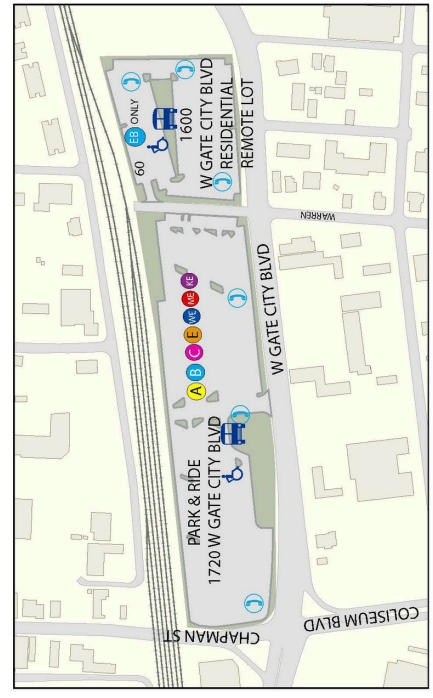 EB ONLY
60
1600
W GATE CITY BLVD
RESIDENTIAL
REMOTE LOT
WARREN
A B C E WE ME KE
W GATE CITY BLVD
PARK & RIDE
1720 W GATE CITY BLVD
CHAPMAN ST
COLISEUM BLVD